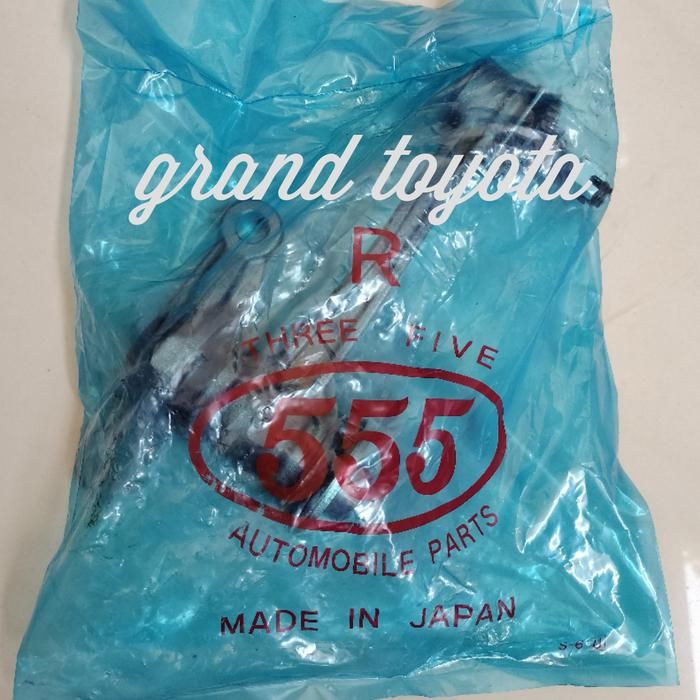 grand toyota
R
THREE FIVE
555
AUTOMOBILE PARTS
MADE IN JAPAN